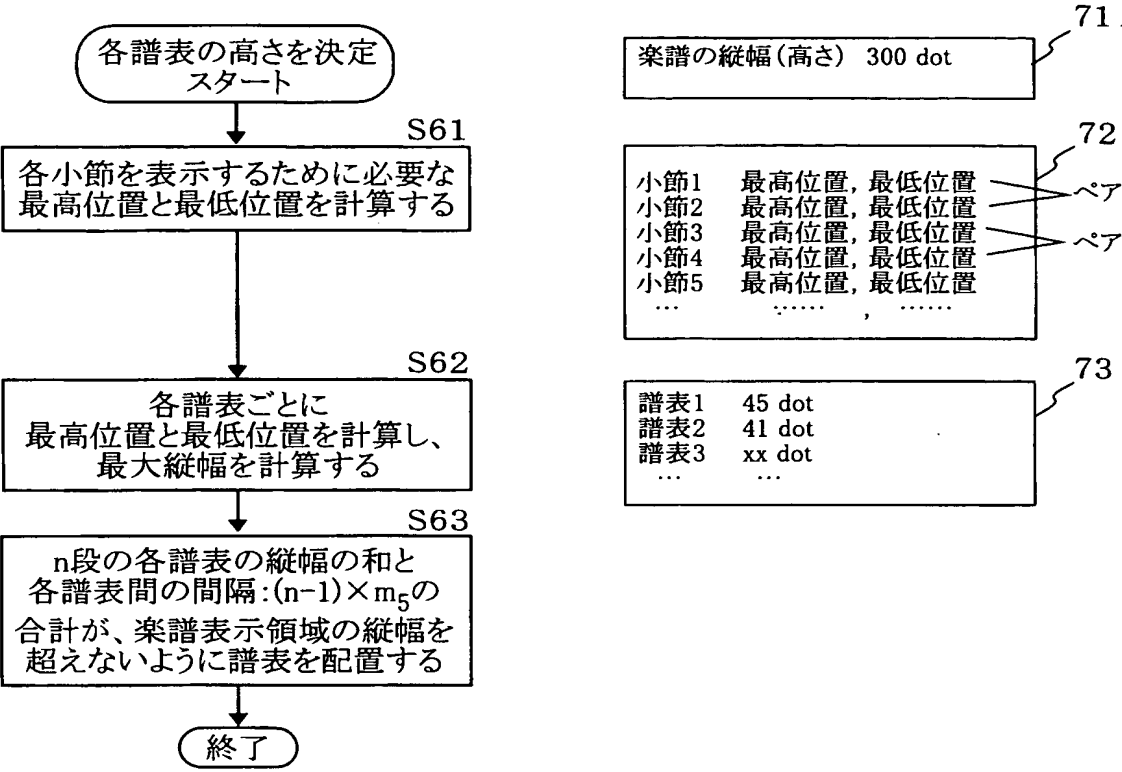 各譜表の高さを決定
スタート
S61
各小節を表示するために必要な
最高位置と最低位置を計算する
S62
各譜表ごとに
最高位置と最低位置を計算し、
最大縦幅を計算する
S63
n段の各譜表の縦幅の和と
各譜表間の間隔:(n-1)×m₅の
合計が、楽譜表示領域の縦幅を
超えないように譜表を配置する
終了
71
楽譜の縦幅(高さ) 300 dot
72
小節1 最高位置, 最低位置
小節2 最高位置, 最低位置
ペア
小節3 最高位置, 最低位置
小節4 最高位置, 最低位置
ペア
小節5 最高位置, 最低位置
… …… , ……
73
譜表1 45 dot
譜表2 41 dot
譜表3 xx dot
… …